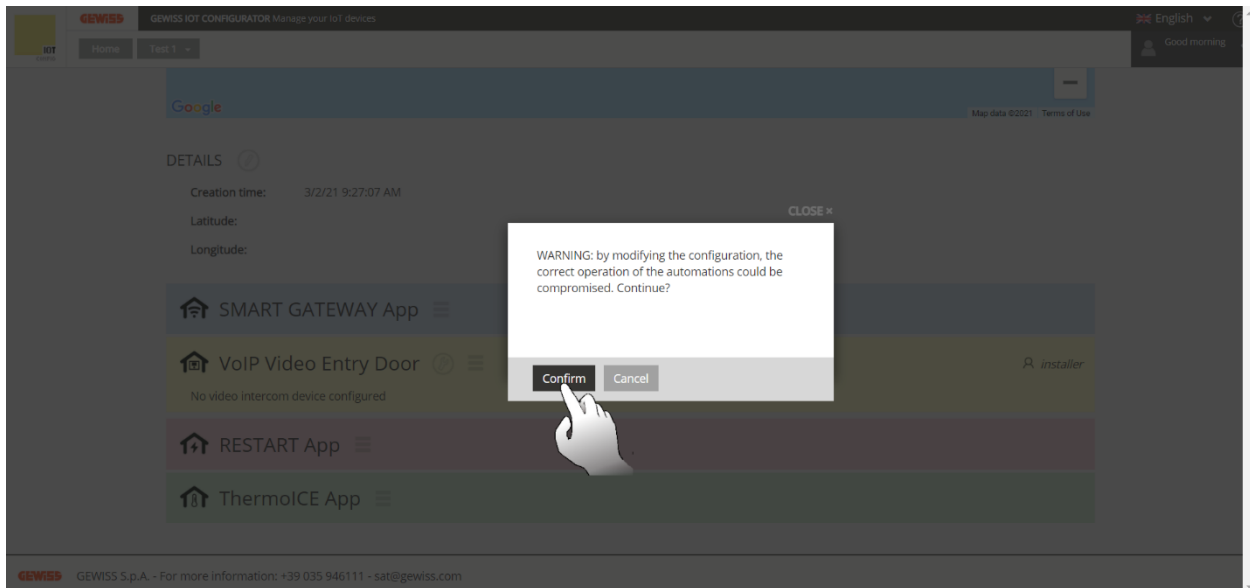 GEWISS GEWISS IOT CONFIGURATOR Manage your IoT devices English
IOT Home Test 1 Good morning
Google
Map data ©2021 Terms of Use
DETAILS
Creation time: 3/2/21 9:27:07 AM
Latitude:
Longitude:
CLOSE ×
WARNING: by modifying the configuration, the
correct operation of the automations could be
compromised. Continue?
Confirm Cancel
SMART GATEWAY App
VoIP Video Entry Door installer
No video intercom device configured
RESTART App
ThermoICE App
GEWISS GEWISS S.p.A. - For more information: +39 035 946111 - sat@gewiss.com